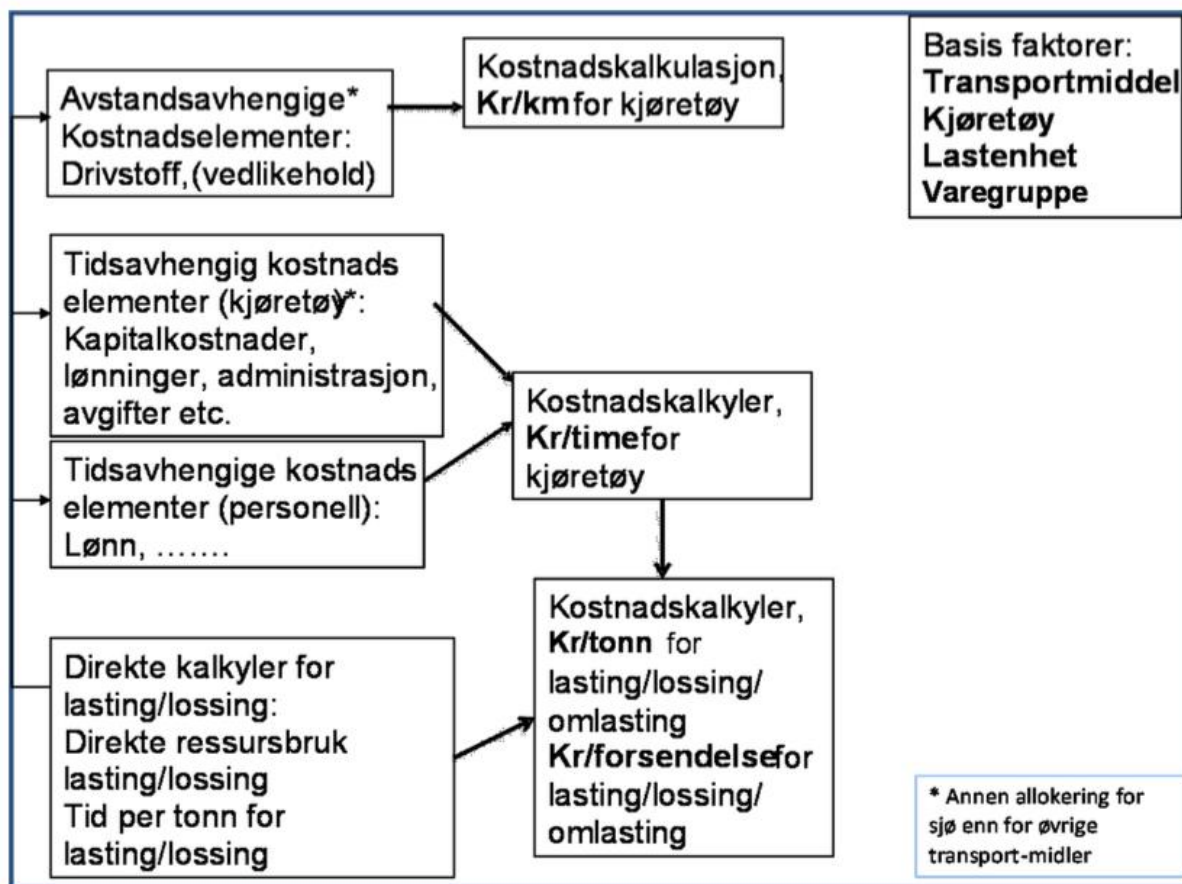 Avstandsavhengige*
Kostnadselementer:
Drivstoff,(vedlikehold)
Kostnadskalkulasjon,
Kr/km for kjøretøy
Basis faktorer:
Transportmiddel
Kjøretøy
Lastenhet
Varegruppe
Tidsavhengig kostnads-
elementer (kjøretøy)*:
Kapitalkostnader,
lønninger, administrasjon,
avgifter etc.
Tidsavhengige kostnads-
elementer (personell):
Lønn, …….
Kostnadskalkyler,
Kr/time for
kjøretøy
Direkte kalkyler for
lasting/lossing:
Direkte ressursbruk
lasting/lossing
Tid per tonn for
lasting/lossing
Kostnadskalkyler,
Kr/tonn for
lasting/lossing/
omlasting
Kr/forsendelse for
lasting/lossing/
omlasting
* Annen allokering for
sjø enn for øvrige
transport-midler